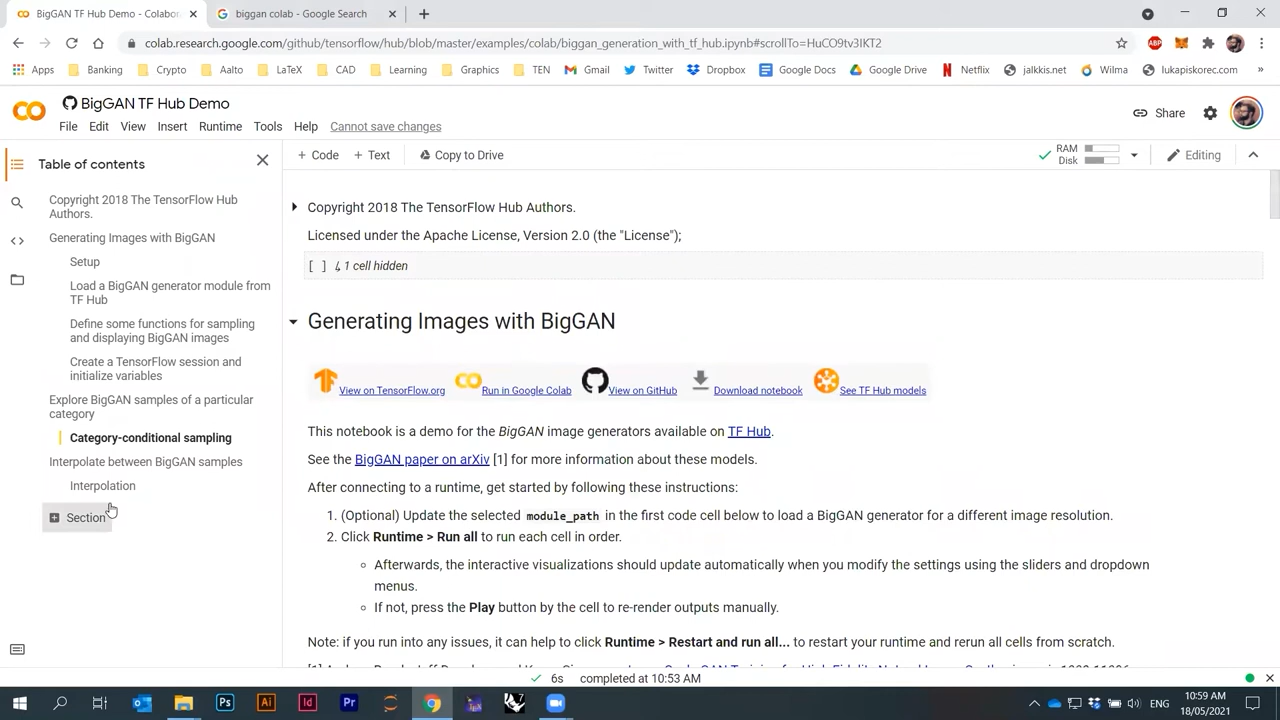 BigGAN TF Hub Demo - Colabo
biggan colab - Google Search
colab.research.google.com/github/tensorflow/hub/blob/master/examples/colab/biggan_generation_with_tf_hub.ipynb#scrollTo=HuCO9tv3IKT2
Apps Banking Crypto Aalto LaTeX CAD Learning Graphics TEN Gmail Twitter Dropbox Google Docs Google Drive Netflix jalkkis.net Wilma lukapiskorec.com »
BigGAN TF Hub Demo
Share
File Edit View Insert Runtime Tools Help Cannot save changes
Table of contents
+ Code + Text Copy to Drive
RAM
Disk
Editing
Copyright 2018 The TensorFlow Hub
Authors.
Generating Images with BigGAN
Setup
Load a BigGAN generator module from
TF Hub
Define some functions for sampling
and displaying BigGAN images
Create a TensorFlow session and
initialize variables
Explore BigGAN samples of a particular
category
Category-conditional sampling
Interpolate between BigGAN samples
Interpolation
Section
Copyright 2018 The TensorFlow Hub Authors.
Licensed under the Apache License, Version 2.0 (the "License");
[ ] ↳ 1 cell hidden
Generating Images with BigGAN
View on TensorFlow.org Run in Google Colab View on GitHub Download notebook See TF Hub models
This notebook is a demo for the BigGAN image generators available on TF Hub.
See the BigGAN paper on arXiv [1] for more information about these models.
After connecting to a runtime, get started by following these instructions:
1. (Optional) Update the selected module_path in the first code cell below to load a BigGAN generator for a different image resolution.
2. Click Runtime > Run all to run each cell in order.
Afterwards, the interactive visualizations should update automatically when you modify the settings using the sliders and dropdown
menus.
If not, press the Play button by the cell to re-render outputs manually.
Note: if you run into any issues, it can help to click Runtime > Restart and run all... to restart your runtime and rerun all cells from scratch.
6s completed at 10:53 AM
Ps Ai Id Pr
ENG
10:59 AM
18/05/2021